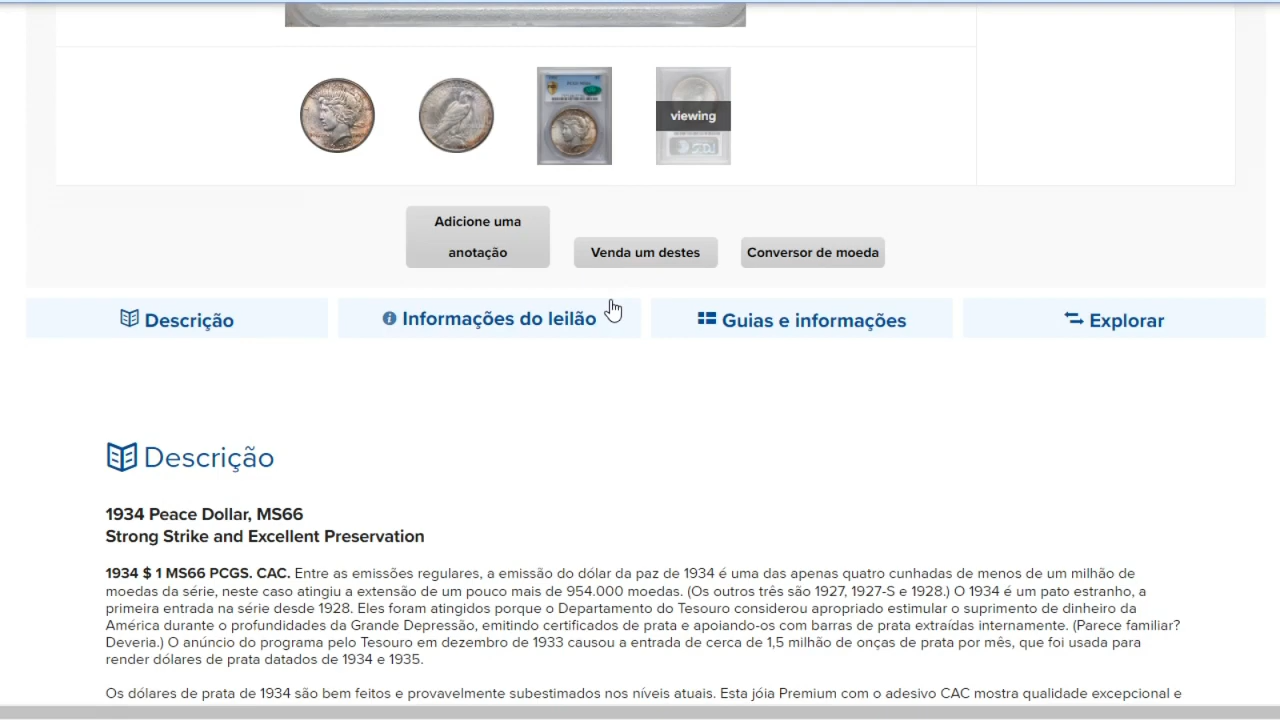 viewing
Adicione uma
anotação
Venda um destes
Conversor de moeda
Descrição
Informações do leilão
Guias e informações
Explorar
Descrição
1934 Peace Dollar, MS66
Strong Strike and Excellent Preservation
1934 $ 1 MS66 PCGS. CAC. Entre as emissões regulares, a emissão do dólar da paz de 1934 é uma das apenas quatro cunhadas de menos de um milhão de
moedas da série, neste caso atingiu a extensão de um pouco mais de 954.000 moedas. (Os outros três são 1927, 1927-S e 1928.) O 1934 é um pato estranho, a
primeira entrada na série desde 1928. Eles foram atingidos porque o Departamento do Tesouro considerou apropriado estimular o suprimento de dinheiro da
América durante o profundidades da Grande Depressão, emitindo certificados de prata e apoiando-os com barras de prata extraídas internamente. (Parece familiar?
Deveria.) O anúncio do programa pelo Tesouro em dezembro de 1933 causou a entrada de cerca de 1,5 milhão de onças de prata por mês, que foi usada para
render dólares de prata datados de 1934 e 1935.
Os dólares de prata de 1934 são bem feitos e provavelmente subestimados nos níveis atuais. Esta jóia Premium com o adesivo CAC mostra qualidade excepcional e